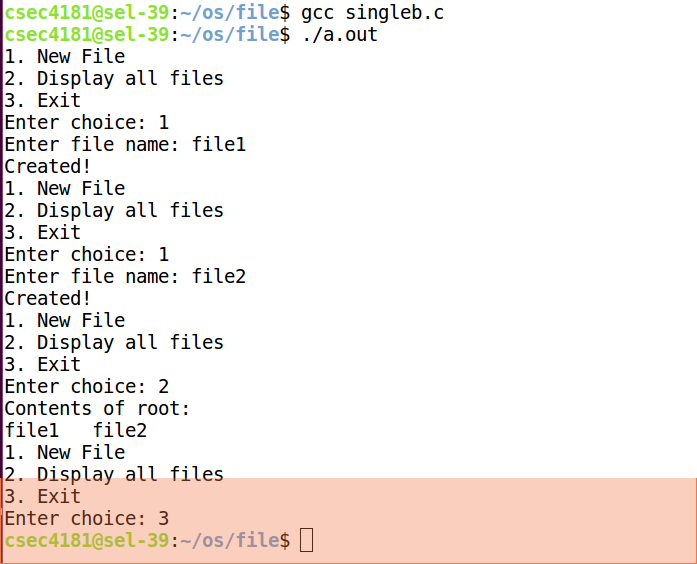 csec4181@sel-39:~/os/file$ gcc singleb.c
csec4181@sel-39:~/os/file$ ./a.out
1. New File
2. Display all files
3. Exit
Enter choice: 1
Enter file name: file1
Created!
1. New File
2. Display all files
3. Exit
Enter choice: 1
Enter file name: file2
Created!
1. New File
2. Display all files
3. Exit
Enter choice: 2
Contents of root:
file1   file2
1. New File
2. Display all files
3. Exit
Enter choice: 3
csec4181@sel-39:~/os/file$